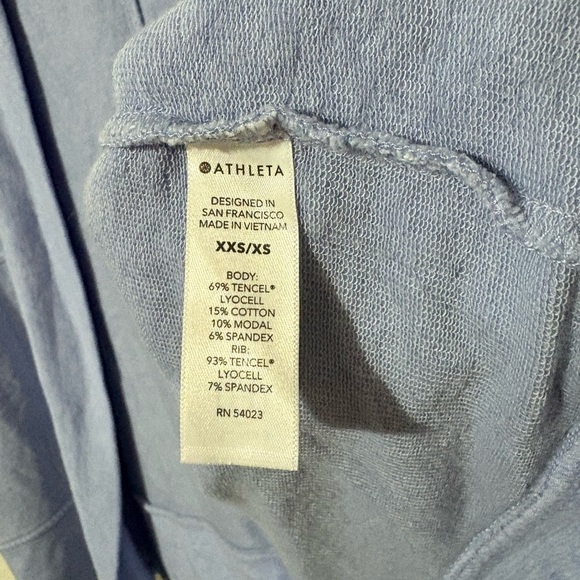 ATHLETA
DESIGNED IN
SAN FRANCISCO
MADE IN VIETNAM
XXS/XS
BODY:
69% TENCEL®
LYOCELL
15% COTTON
10% MODAL
6% SPANDEX
RIB:
93% TENCEL®
LYOCELL
7% SPANDEX
RN 54023